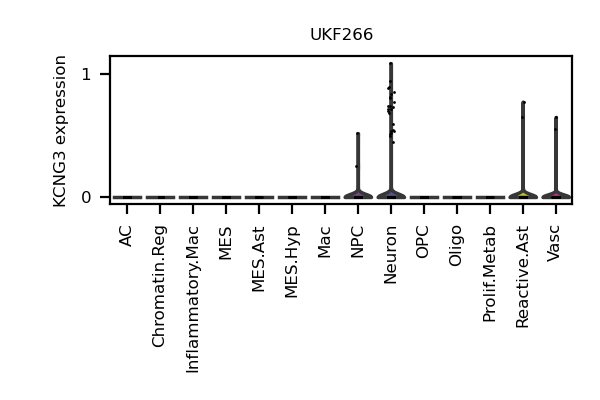 UKF266
KCNG3 expression
1
0
AC
Chromatin.Reg
Inflammatory.Mac
MES
MES.Ast
MES.Hyp
Mac
NPC
Neuron
OPC
Oligo
Prolif.Metab
Reactive.Ast
Vasc